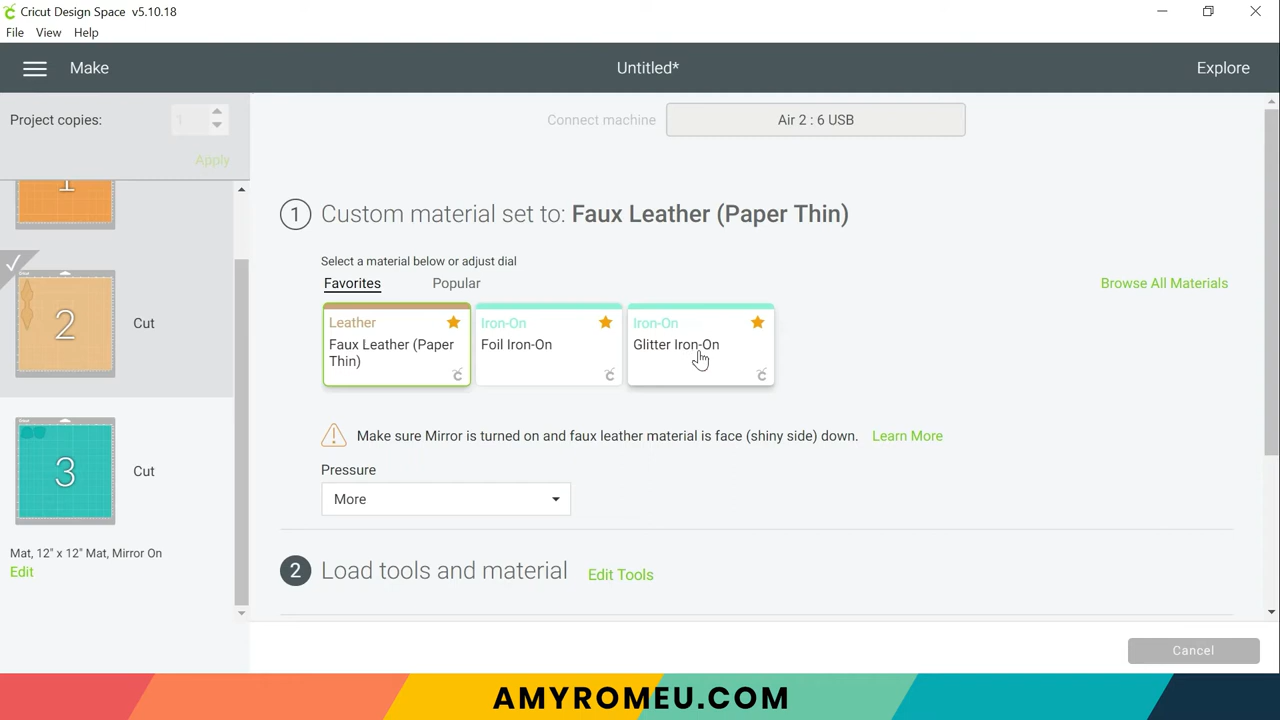 Cricut Design Space v5.10.18
File View Help
Make
Untitled*
Explore
Project copies:
1
Apply
Connect machine
Air 2 : 6 USB
1
2
Cut
3
Cut
Mat, 12" x 12" Mat, Mirror On
Edit
1 Custom material set to: Faux Leather (Paper Thin)
Select a material below or adjust dial
Favorites
Popular
Browse All Materials
Leather
Faux Leather (Paper
Thin)
Iron-On
Foil Iron-On
Iron-On
Glitter Iron-On
Make sure Mirror is turned on and faux leather material is face (shiny side) down. Learn More
Pressure
More
2 Load tools and material Edit Tools
Cancel
AMYROMEU.COM